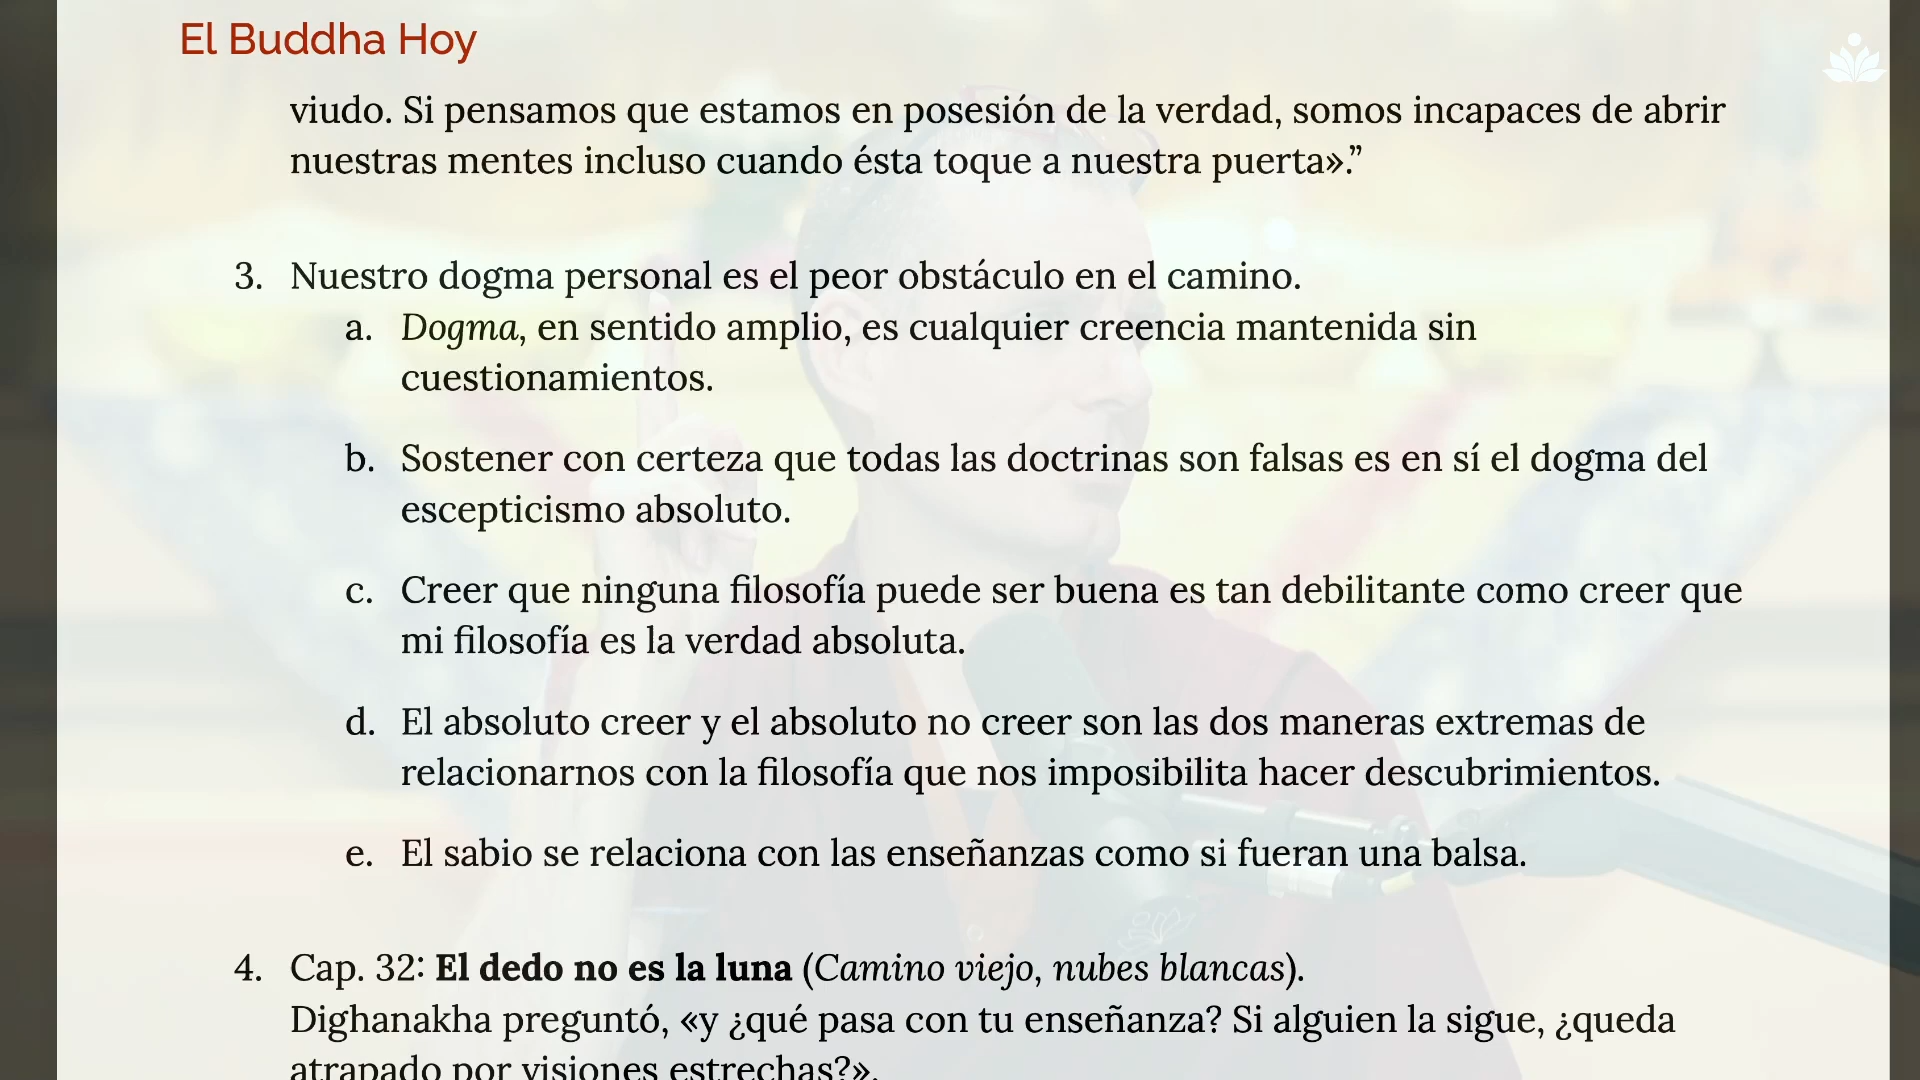 El Buddha Hoy
viudo. Si pensamos que estamos en posesión de la verdad, somos incapaces de abrir
nuestras mentes incluso cuando ésta toque a nuestra puerta».”
3. Nuestro dogma personal es el peor obstáculo en el camino.
a. Dogma, en sentido amplio, es cualquier creencia mantenida sin
cuestionamientos.
b. Sostener con certeza que todas las doctrinas son falsas es en sí el dogma del
escepticismo absoluto.
c. Creer que ninguna filosofía puede ser buena es tan debilitante como creer que
mi filosofía es la verdad absoluta.
d. El absoluto creer y el absoluto no creer son las dos maneras extremas de
relacionarnos con la filosofía que nos imposibilita hacer descubrimientos.
e. El sabio se relaciona con las enseñanzas como si fueran una balsa.
4. Cap. 32: El dedo no es la luna (Camino viejo, nubes blancas).
Dighanakha preguntó, «y ¿qué pasa con tu enseñanza? Si alguien la sigue, ¿queda
atrapado por visiones estrechas?».